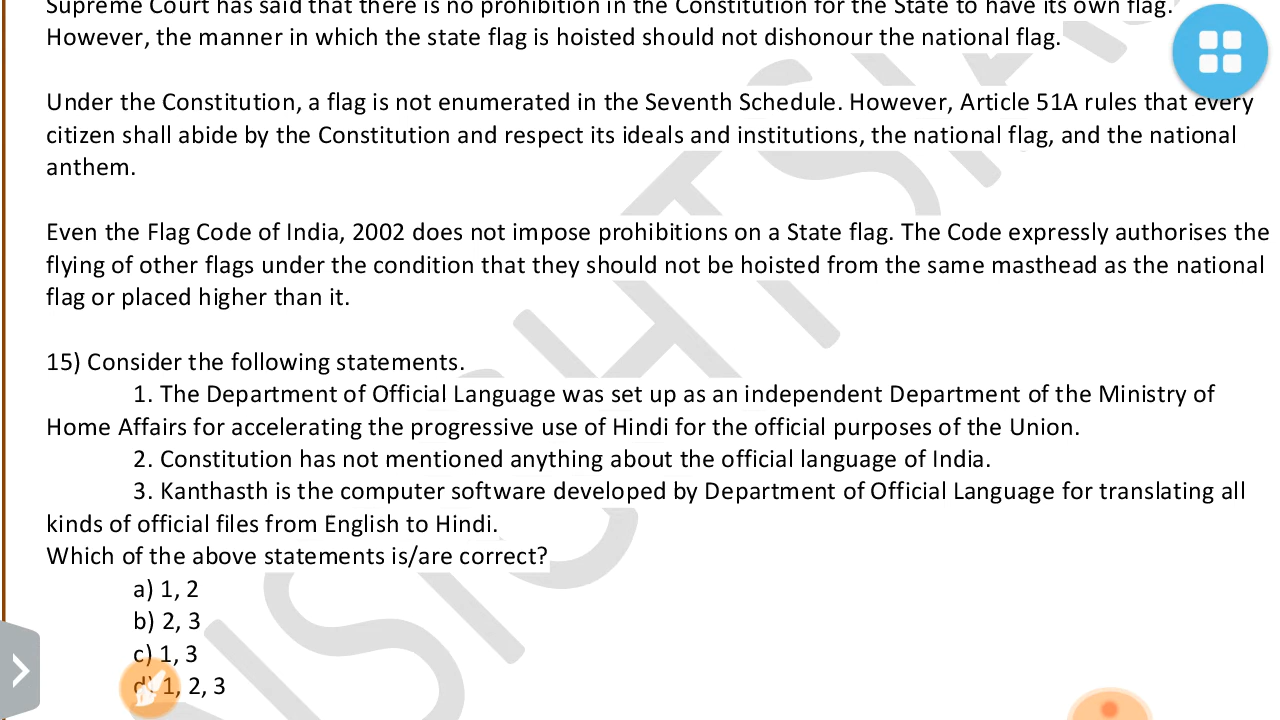 Supreme Court has said that there is no prohibition in the Constitution for the State to have its own flag.
However, the manner in which the state flag is hoisted should not dishonour the national flag.
Under the Constitution, a flag is not enumerated in the Seventh Schedule. However, Article 51A rules that every
citizen shall abide by the Constitution and respect its ideals and institutions, the national flag, and the national
anthem.
Even the Flag Code of India, 2002 does not impose prohibitions on a State flag. The Code expressly authorises the
flying of other flags under the condition that they should not be hoisted from the same masthead as the national
flag or placed higher than it.
15) Consider the following statements.
1. The Department of Official Language was set up as an independent Department of the Ministry of
Home Affairs for accelerating the progressive use of Hindi for the official purposes of the Union.
2. Constitution has not mentioned anything about the official language of India.
3. Kanthasth is the computer software developed by Department of Official Language for translating all
kinds of official files from English to Hindi.
Which of the above statements is/are correct?
a) 1, 2
b) 2, 3
c) 1, 3
d) 1, 2, 3